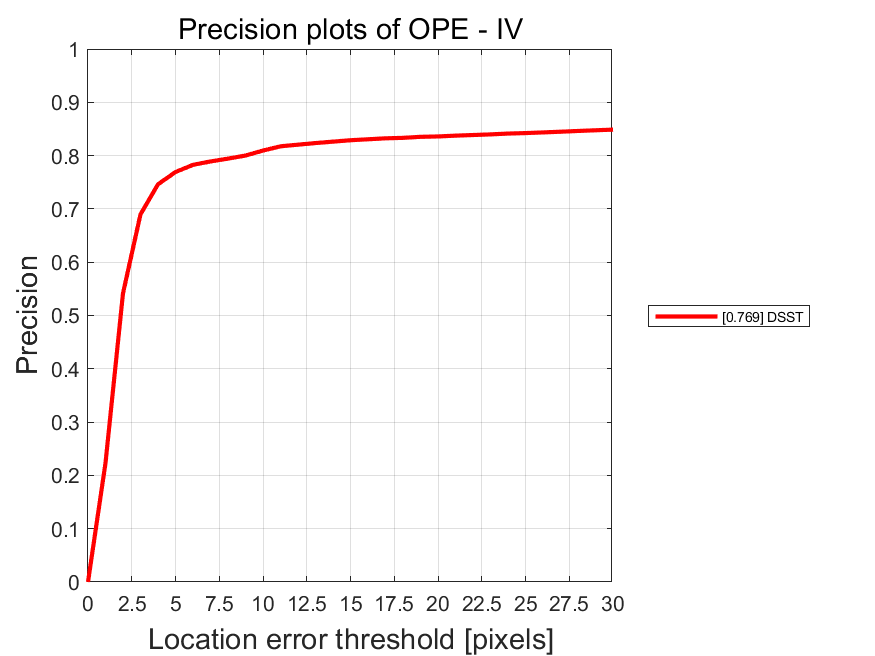 Precision plots of OPE - IV
1
0.9
0.8
0.7
0.6
0.5
0.4
0.3
0.2
0.1
0
Precision
0 2.5 5 7.5 10 12.5 15 17.5 20 22.5 25 27.5 30
Location error threshold [pixels]
[0.769] DSST